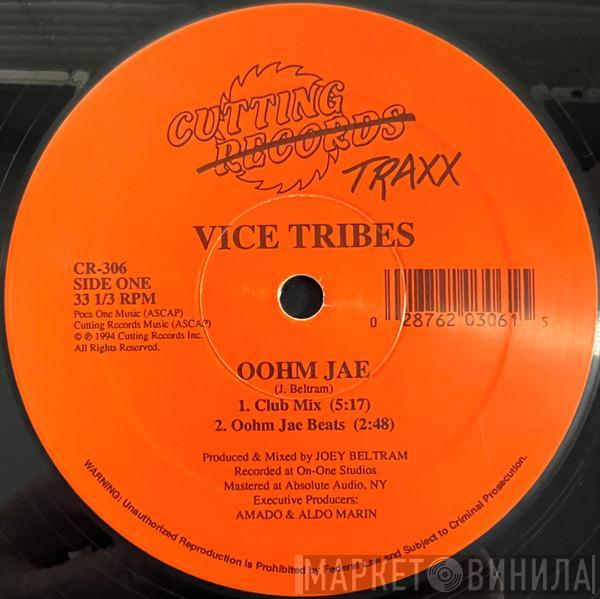 CUTTING
RECORDS
TRAXX
VICE TRIBES
CR-306
SIDE ONE
33 1/3 RPM
Poes One Music (ASCAP)
Cutting Records Music (ASCAP)
© ℗ 1994 Cutting Records Inc.
All Rights Reserved.
0 28762 03061 5
OOHM JAE
(J. Beltram)
1. Club Mix (5:17)
2. Oohm Jae Beats (2:48)
Produced & Mixed by JOEY BELTRAM
Recorded at On-One Studios
Mastered at Absolute Audio, NY
Executive Producers:
AMADO & ALDO MARIN
WARNING: Unauthorized Reproduction is Prohibited by Federal Law and Subject to Criminal Prosecution.
МАРКЕТ ВИНИЛА